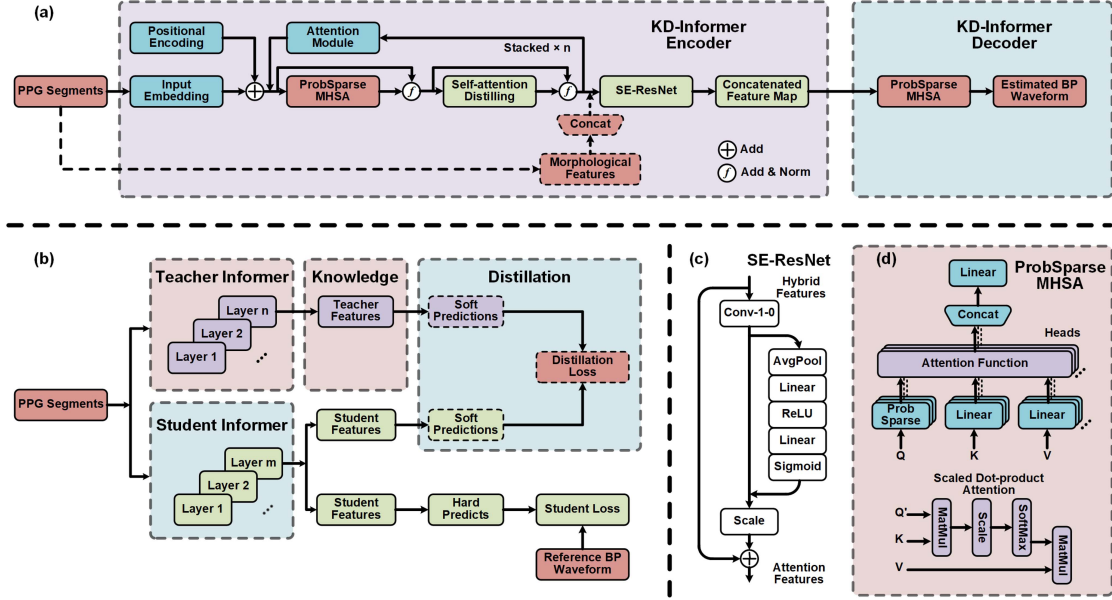 (a)
KD-Informer
Encoder
KD-Informer
Decoder
Positional
Encoding
Attention
Module
Stacked × n
PPG Segments
Input
Embedding
ProbSparse
MHSA
f
Self-attention
Distilling
f
SE-ResNet
Concatenated
Feature Map
ProbSparse
MHSA
Estimated BP
Waveform
Concat
Morphological
Features
Add
f
Add & Norm
(b)
Teacher Informer
Layer n
Layer 2
Layer 1
Knowledge
Teacher
Features
Distillation
Soft
Predictions
Distillation
Loss
PPG Segments
Student Informer
Layer m
Layer 2
Layer 1
Student
Features
Soft
Predictions
Student
Features
Hard
Predicts
Student Loss
Reference BP
Waveform
(c)
SE-ResNet
Hybrid
Features
Conv-1-0
AvgPool
Linear
ReLU
Linear
Sigmoid
Scale
Attention
Features
(d)
ProbSparse
MHSA
Linear
Concat
Heads
Attention Function
Prob
Sparse
Linear
Linear
Q
K
V
Scaled Dot-product
Attention
Q'
K
V
MatMul
Scale
SoftMax
MatMul